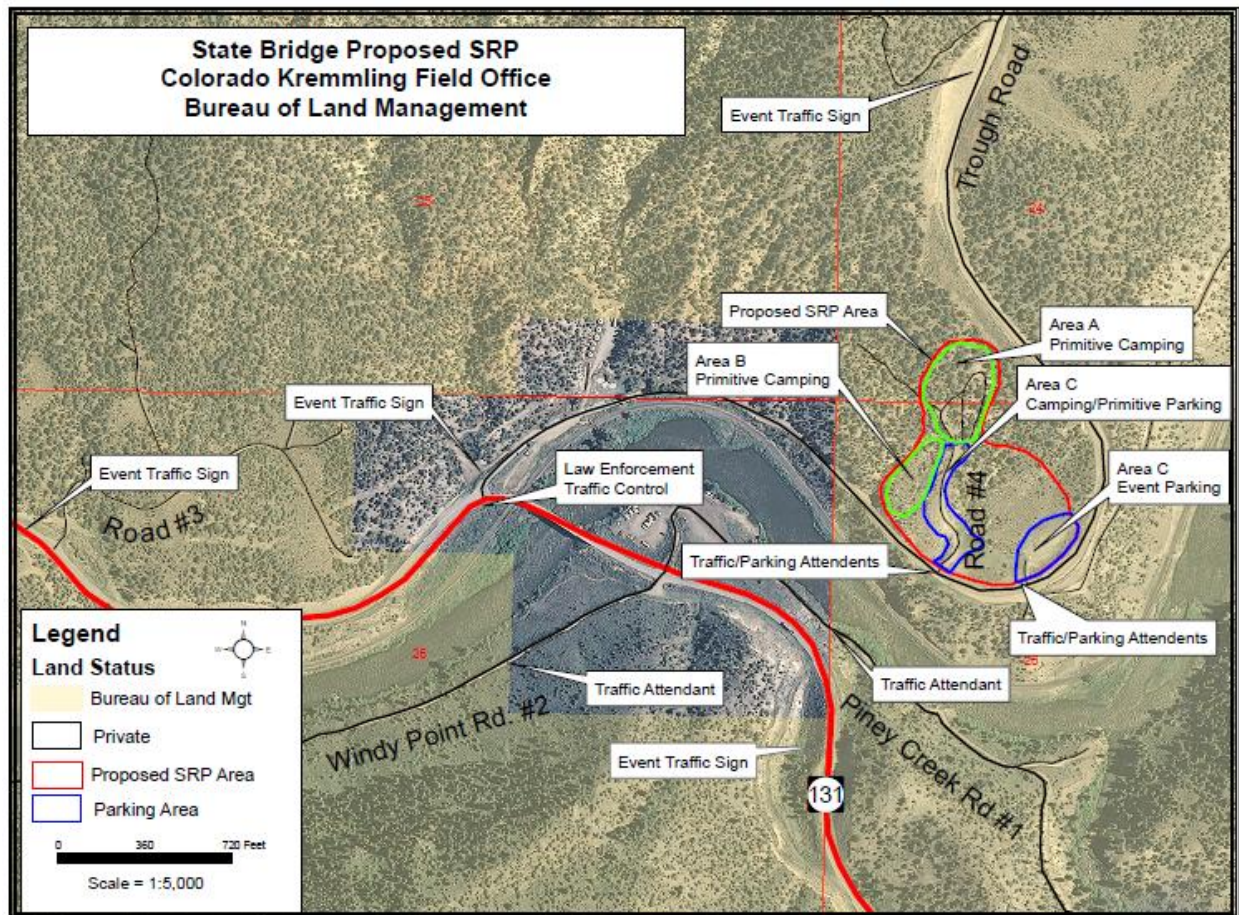 State Bridge Proposed SRP
Colorado Kremmling Field Office
Bureau of Land Management
Event Traffic Sign
Trough Road
24
Proposed SRP Area
Area A
Primitive Camping
Area B
Primitive Camping
Area C
Camping/Primitive Parking
Event Traffic Sign
Law Enforcement
Traffic Control
Area C
Event Parking
Event Traffic Sign
Road #3
Road #4
Traffic/Parking Attendents
Traffic/Parking Attendents
26
Traffic Attendant
Traffic Attendant
Windy Point Rd. #2
Piney Creek Rd #1
Event Traffic Sign
131
Legend
N
W
E
S
Land Status
Bureau of Land Mgt
Private
Proposed SRP Area
Parking Area
0 360 720 Feet
Scale = 1:5,000